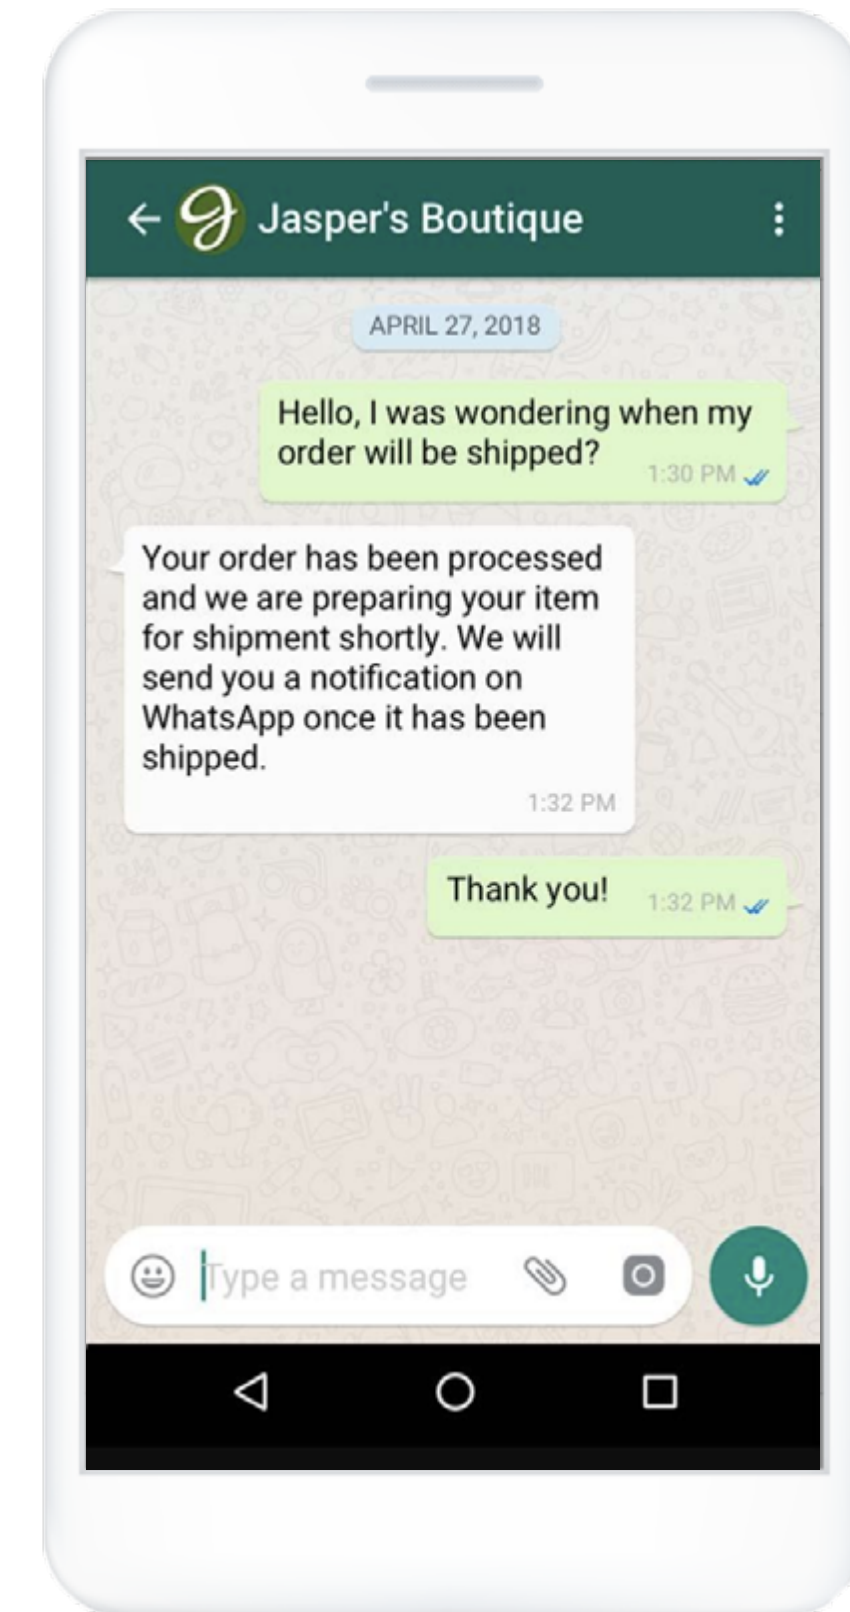 Jasper's Boutique
APRIL 27, 2018
Hello, I was wondering when my
order will be shipped?
1:30 PM
Your order has been processed
and we are preparing your item
for shipment shortly. We will
send you a notification on
WhatsApp once it has been
shipped.
1:32 PM
Thank you!
1:32 PM
Type a message